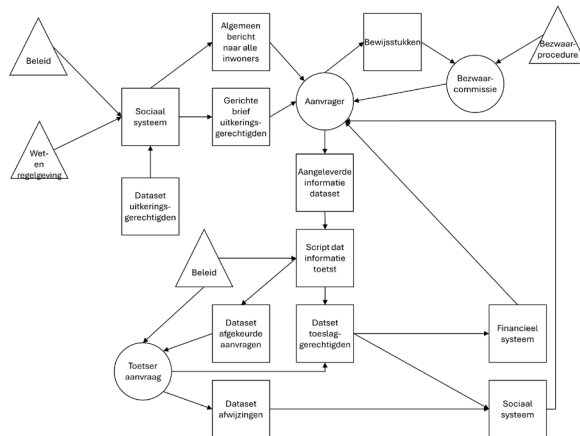 Algemeen
bericht
naar alle
inwoners
Bewijsstukken
Bezwaar-
procedure
Beleid
Bezwaar-
commissie
Sociaal
systeem
Gerichte
brief
uitkerings-
gerechtigden
Aanvrager
Wet-
en
regelgeving
Dataset
uitkerings-
gerechtigden
Aangeleverde
informatie
dataset
Script dat
informatie
toetst
Beleid
Dataset
afgekeurde
aanvragen
Datset
toeslag-
gerechtigden
Financieel
systeem
Toetser
aanvraag
Dataset
afwijzingen
Sociaal
systeem